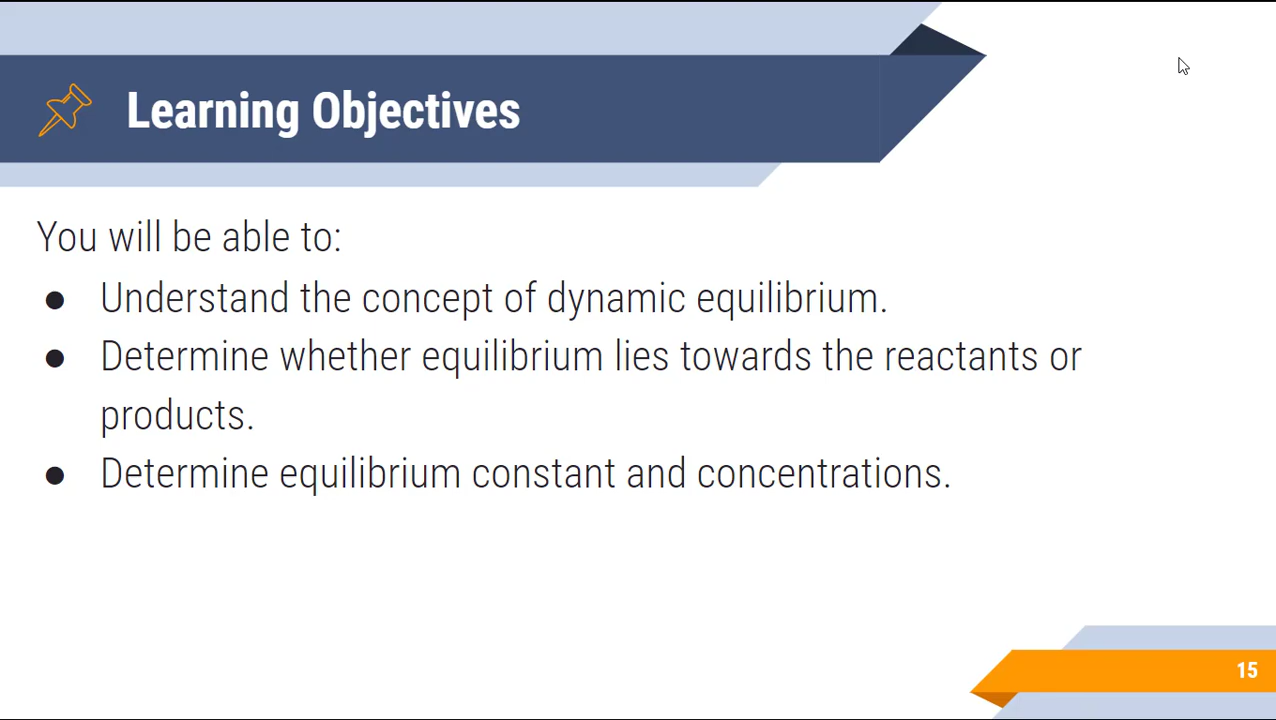 Learning Objectives
You will be able to:
● Understand the concept of dynamic equilibrium.
● Determine whether equilibrium lies towards the reactants or
products.
● Determine equilibrium constant and concentrations.
15